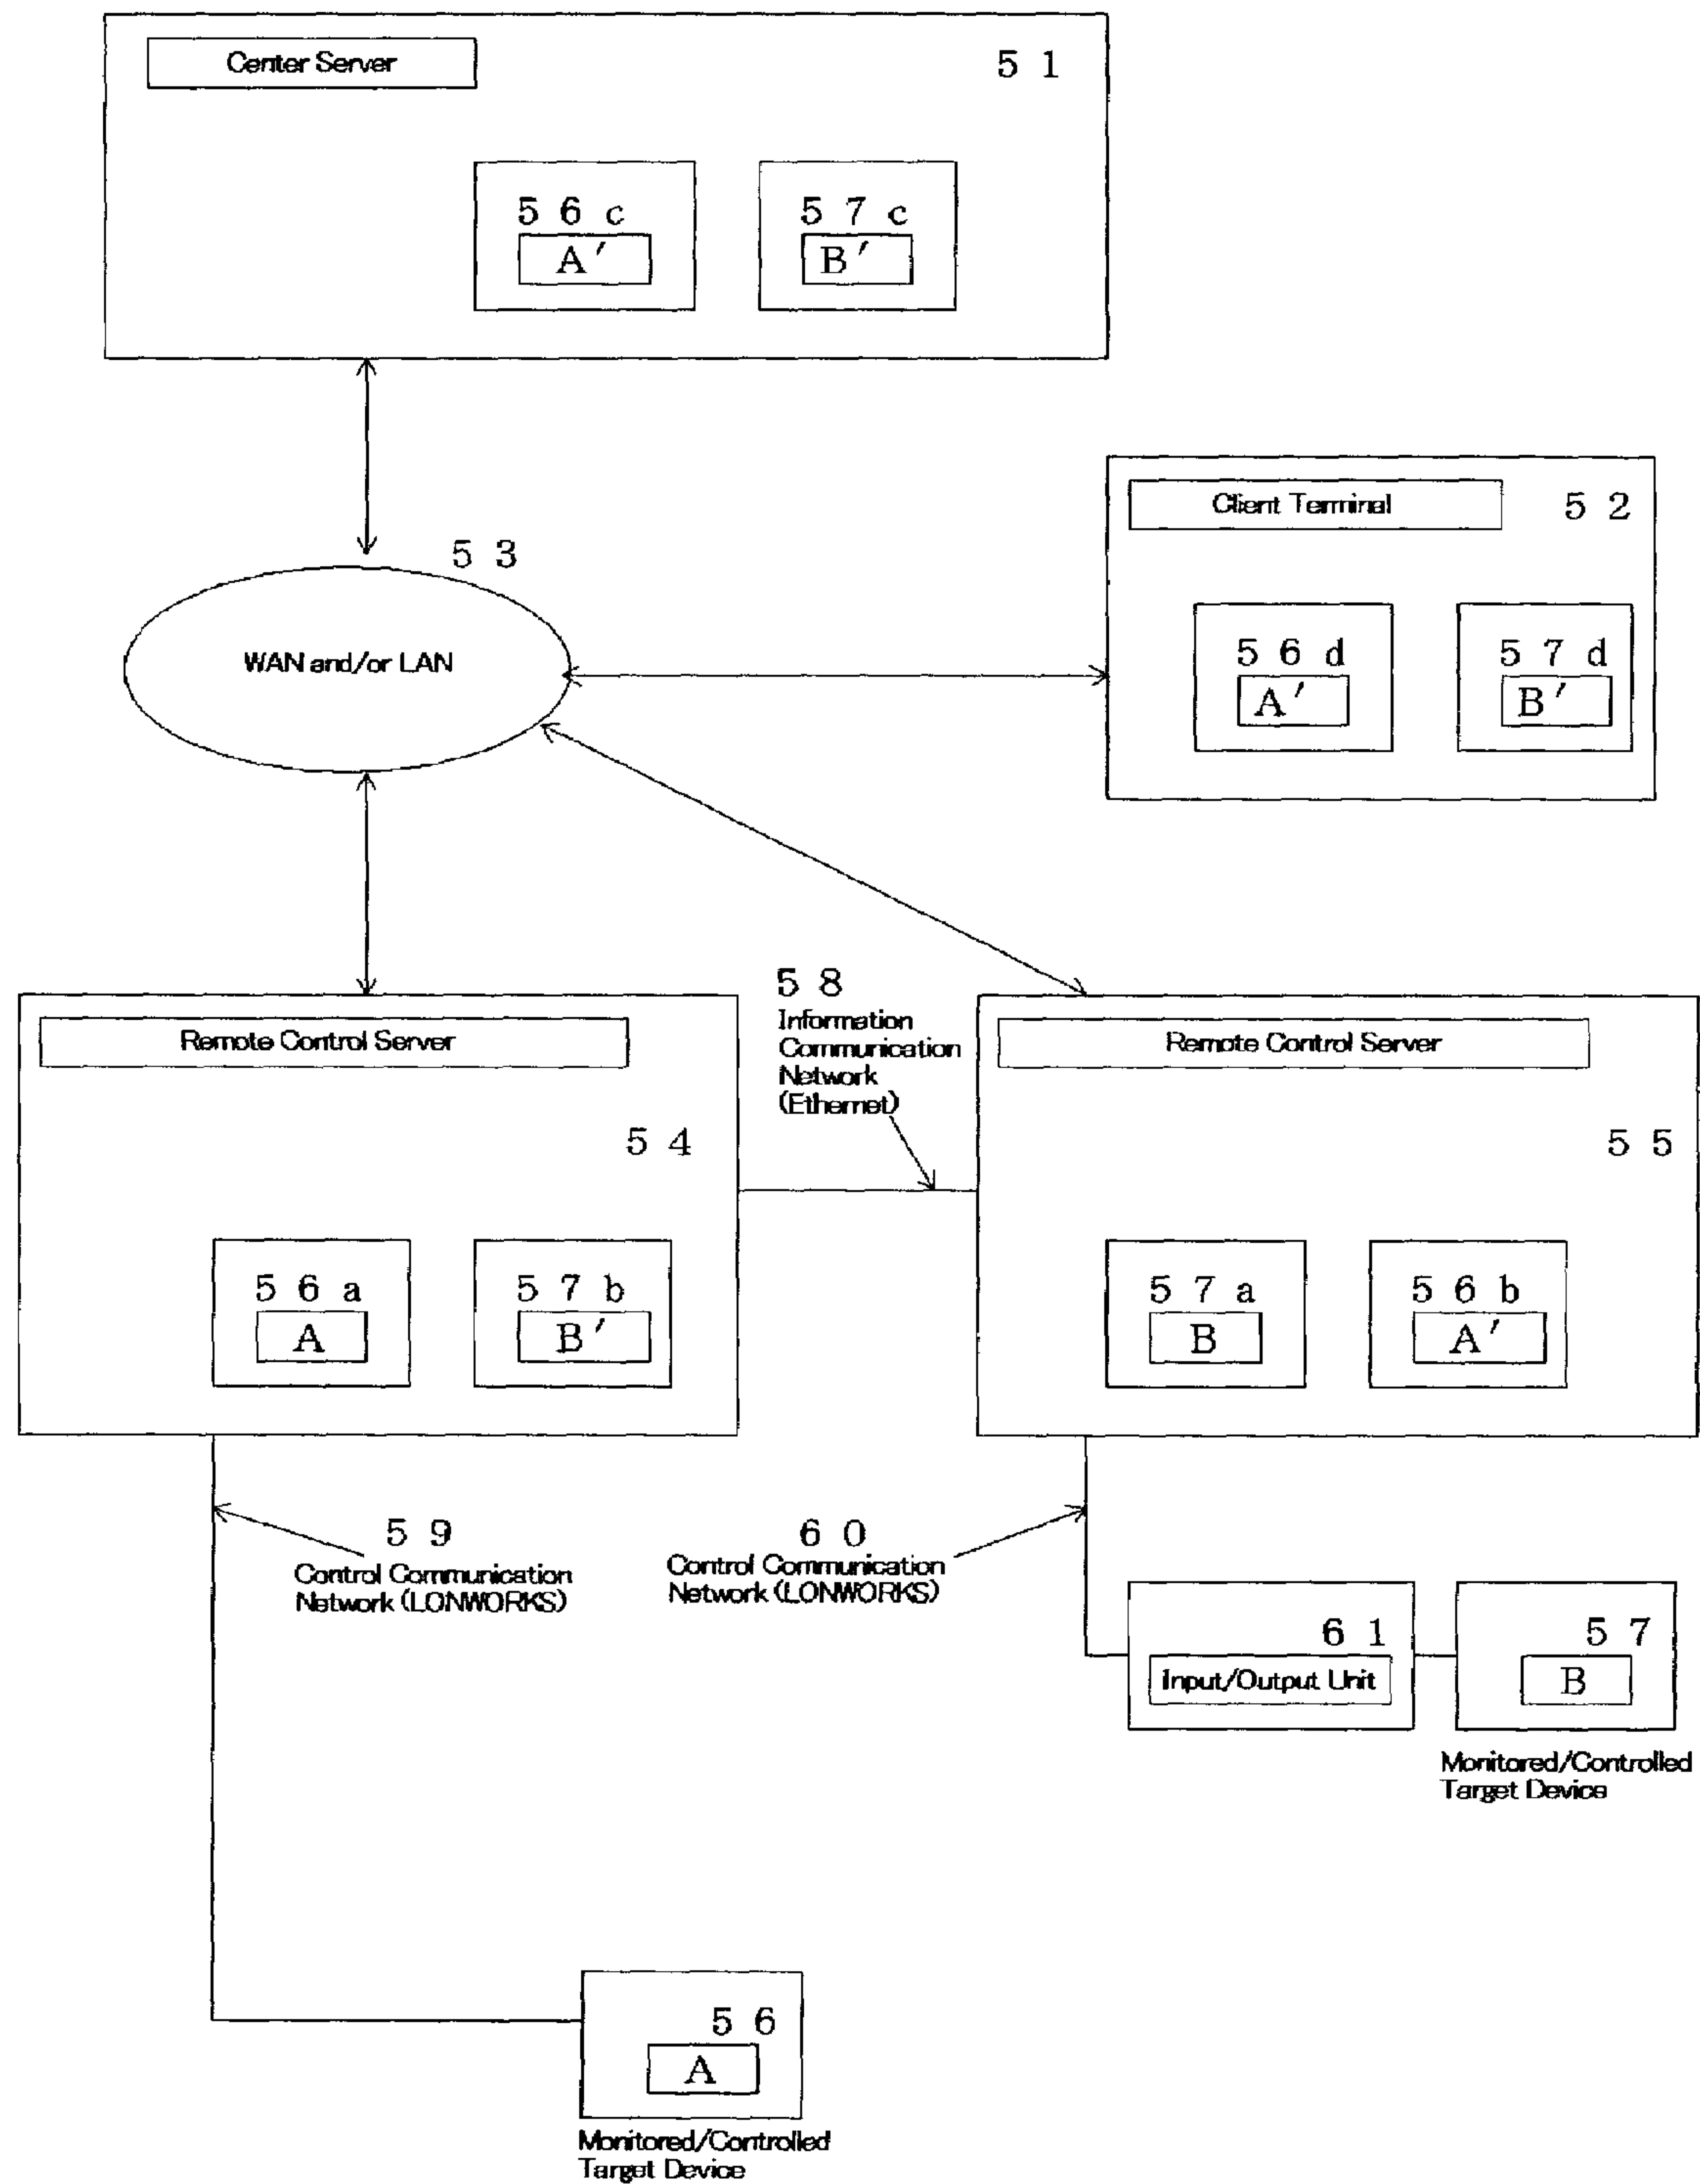 Center Server
5 1
5 6 c
5 7 c
A′
B′
5 3
WAN and/or LAN
Client Terminal
5 2
5 6 d
5 7 d
A′
B′
5 8
Information
Communication
Network
(Ethernet)
Remote Control Server
5 4
5 6 a
5 7 b
A
B′
Remote Control Server
5 5
5 7 a
5 6 b
B
A′
5 9
Control Communication
Network (LONWORKS)
6 0
Control Communication
Network (LONWORKS)
6 1
Input/Output Unit
5 7
B
Monitored/Controlled
Target Device
5 6
A
Monitored/Controlled
Target Device